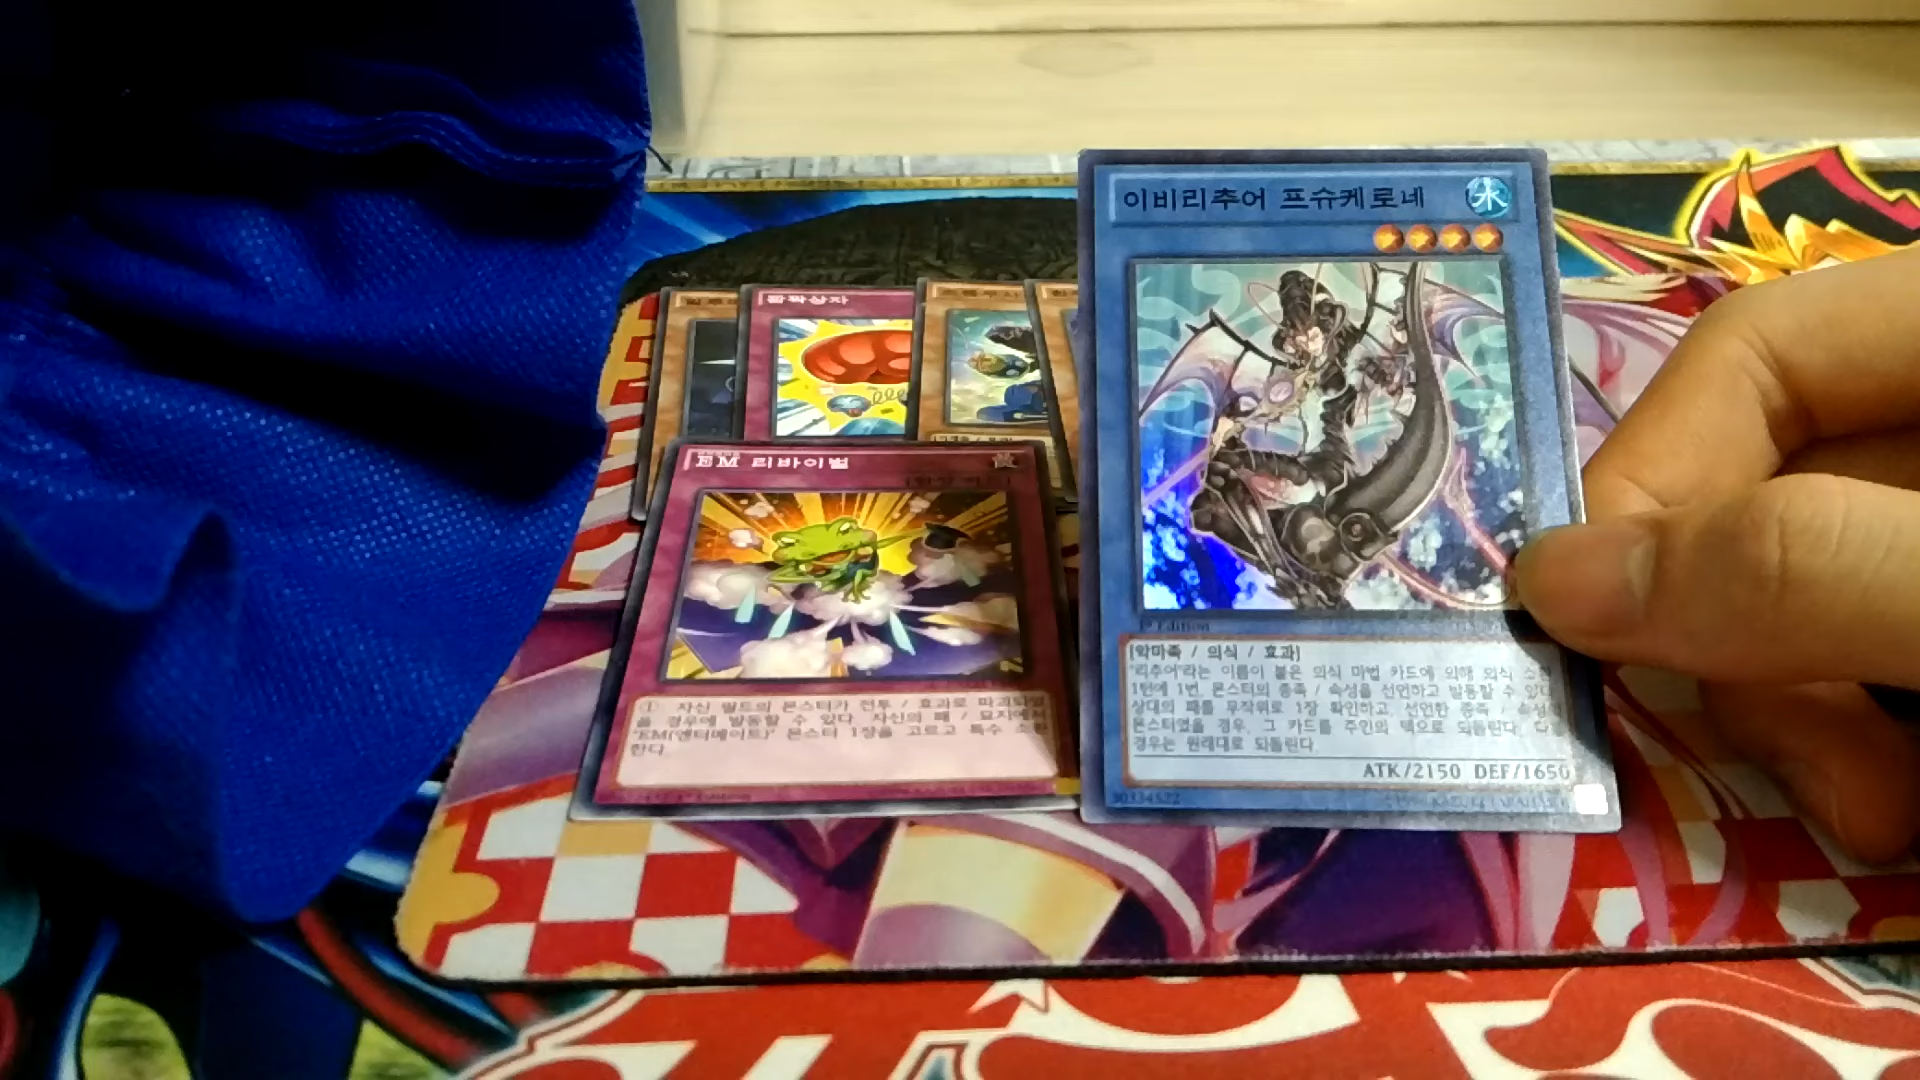 이비리추어 프슈케로네
水
깜짝상자
EM 리바이벌
1st Edition
[악마족 / 의식 / 효과]
"리추어"라는 이름이 붙은 의식 마법 카드에 의해 의식 소환
1턴에 1번, 몬스터의 종족 / 속성을 선언하고 발동할 수 있다.
상대의 패를 무작위로 1장 확인하고, 선언한 종족 / 속성의
몬스터였을 경우, 그 카드를 주인의 덱으로 되돌린다. 다를
경우는 원래대로 되돌린다.
ATK/2150 DEF/1650
① 자신 필드의 몬스터가 전투 / 효과로 파괴되었
을 경우에 발동할 수 있다. 자신의 패 / 묘지에서
"EM(엔터메이트)" 몬스터 1장을 고르고 특수 소환
한다.